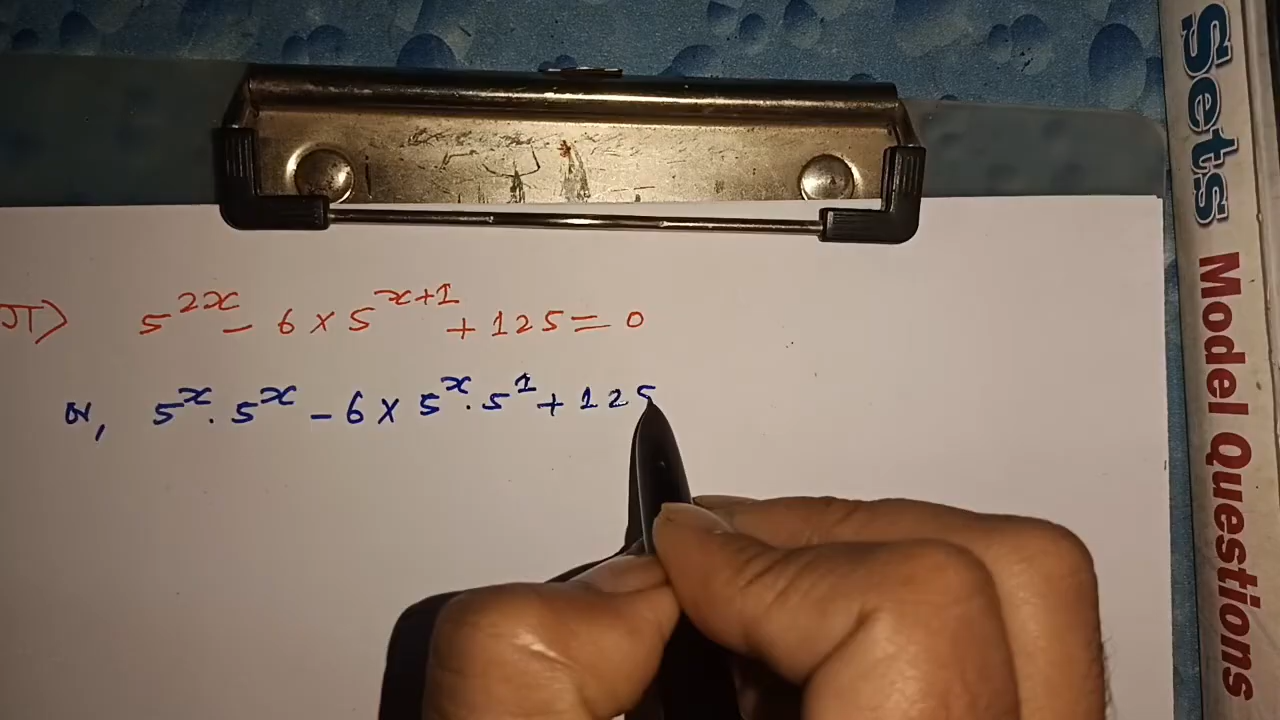 5^{2x} - 6 × 5^{x+1} + 125 = 0
or, 5^x . 5^x - 6 × 5^x . 5^1 + 125
Sets Model Questions